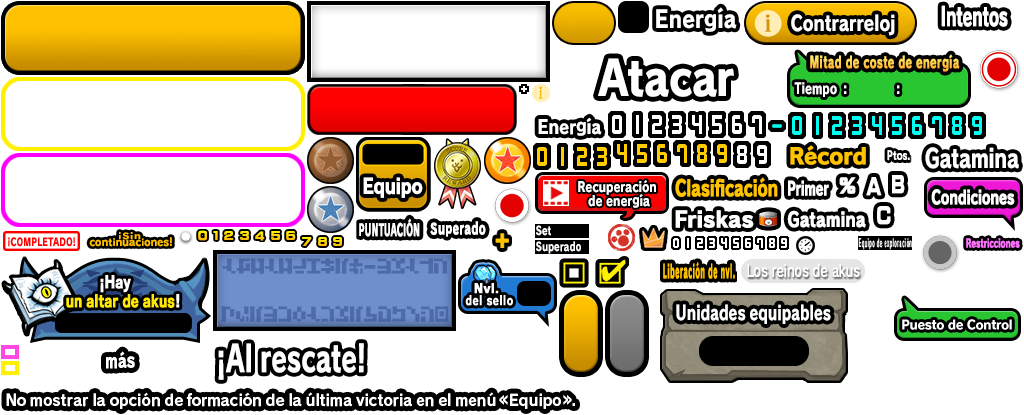 Energía
Contrarreloj
Intentos
Atacar
Mitad de coste de energía
Tiempo :          :
Energía
01234567-0123456789
012345678989
Récord
Ptos.
Gatamina
Equipo
Recuperación
de energía
Clasificación
Primer % A B
Condiciones
Friskas
Gatamina C
PUNTUACIÓN
Superado
Set
Superado
0123456789
Equipo de exploración
Restricciones
¡COMPLETADO!
¡Sin
continuaciones!
0123456
789
¡Hay
un altar de akus!
Nvl.
del sello
Liberación de nvl.
Los reinos de akus
Unidades equipables
Puesto de Control
más
¡Al rescate!
No mostrar la opción de formación de la última victoria en el menú «Equipo».